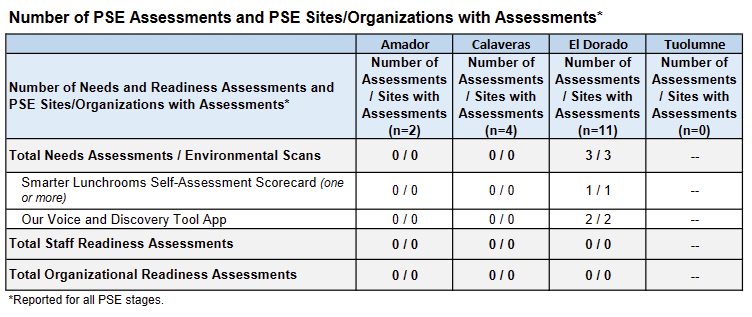 Number of PSE Assessments and PSE Sites/Organizations with Assessments*
Amador Calaveras El Dorado Tuolumne
Number of Needs and Readiness Assessments and
PSE Sites/Organizations with Assessments*
Number of
Assessments
/ Sites with
Assessments
(n=2)
Number of
Assessments
/ Sites with
Assessments
(n=4)
Number of
Assessments
/ Sites with
Assessments
(n=11)
Number of
Assessments
/ Sites with
Assessments
(n=0)
Total Needs Assessments / Environmental Scans 0 / 0 0 / 0 3 / 3 --
Smarter Lunchrooms Self-Assessment Scorecard (one
or more) 0 / 0 0 / 0 1 / 1 --
Our Voice and Discovery Tool App 0 / 0 0 / 0 2 / 2 --
Total Staff Readiness Assessments 0 / 0 0 / 0 0 / 0 --
Total Organizational Readiness Assessments 0 / 0 0 / 0 0 / 0 --
*Reported for all PSE stages.